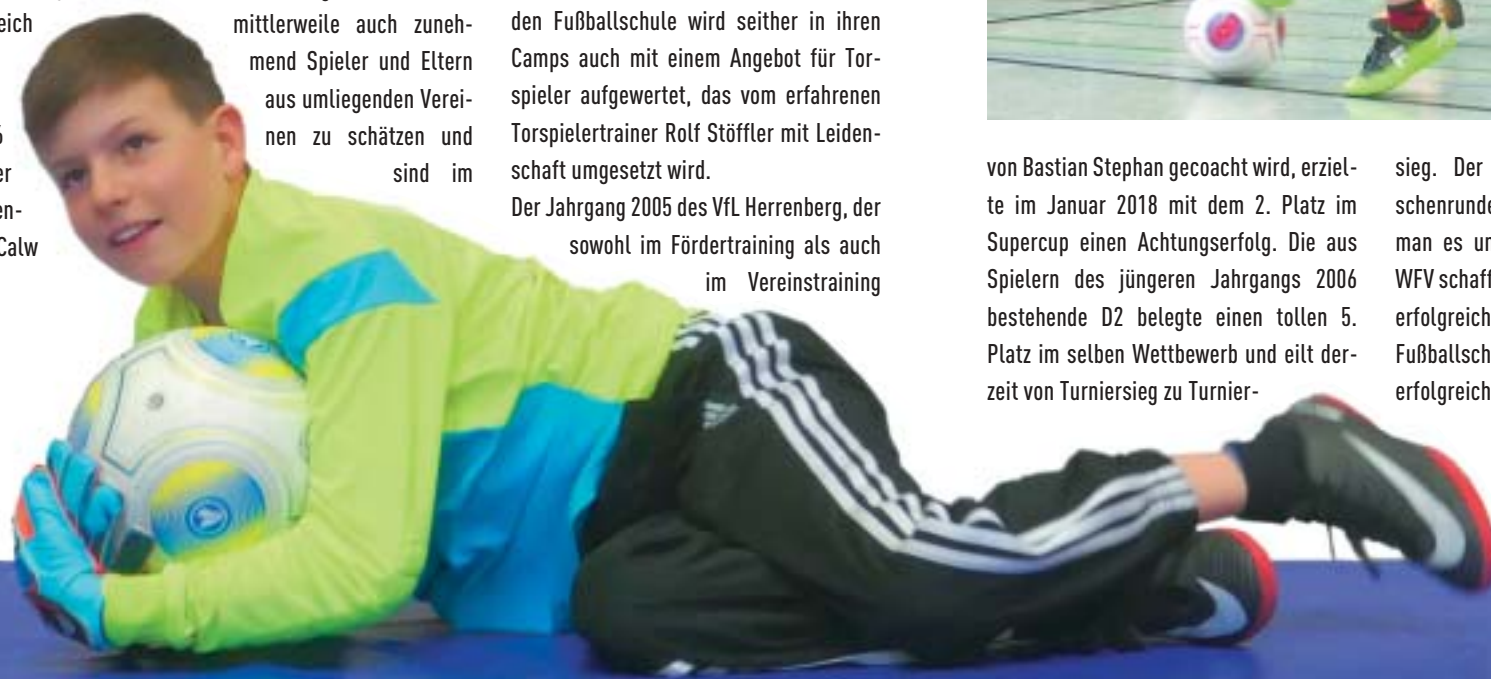 eich
er
en-
Calw
mittlerweile auch zuneh-
mend Spieler und Eltern
aus umliegenden Verei-
nen zu schätzen und
sind im
den Fußballschule wird seither in ihren
Camps auch mit einem Angebot für Tor-
spieler aufgewertet, das vom erfahrenen
Torspielertrainer Rolf Stöffler mit Leiden-
schaft umgesetzt wird.
Der Jahrgang 2005 des VfL Herrenberg, der
sowohl im Fördertraining als auch
im Vereinstraining
von Bastian Stephan gecoacht wird, erziel-
te im Januar 2018 mit dem 2. Platz im
Supercup einen Achtungserfolg. Die aus
Spielern des jüngeren Jahrgangs 2006
bestehende D2 belegte einen tollen 5.
Platz im selben Wettbewerb und eilt der-
zeit von Turniersieg zu Turnier-
sieg. Der
schenrunde
man es un
WFV schaff
erfolgreich
Fußballsch
erfolgreich